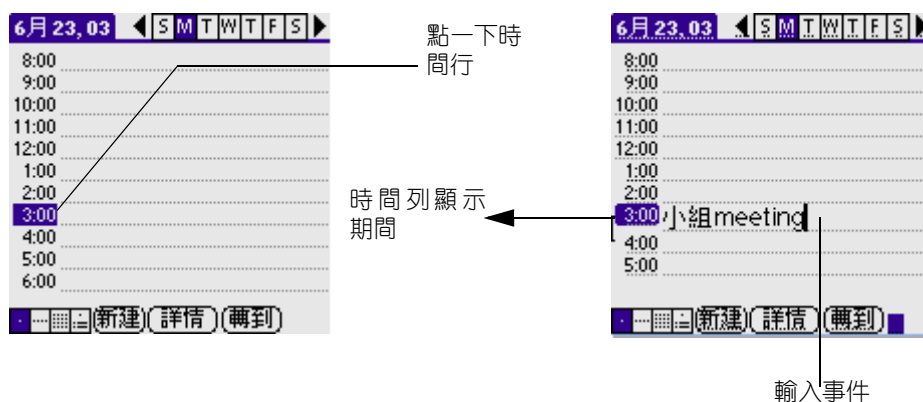 6月 23, 03 S M T W T F S
8:00
9:00
10:00
11:00
12:00
1:00
2:00
3:00
4:00
5:00
6:00
新建 詳情 轉到
點一下時
間行
時間列顯示
期間
6月 23, 03 S M T W T F S
8:00
9:00
10:00
11:00
12:00
1:00
2:00
3:00 小組meeting
4:00
5:00
新建 詳情 轉到
輸入事件